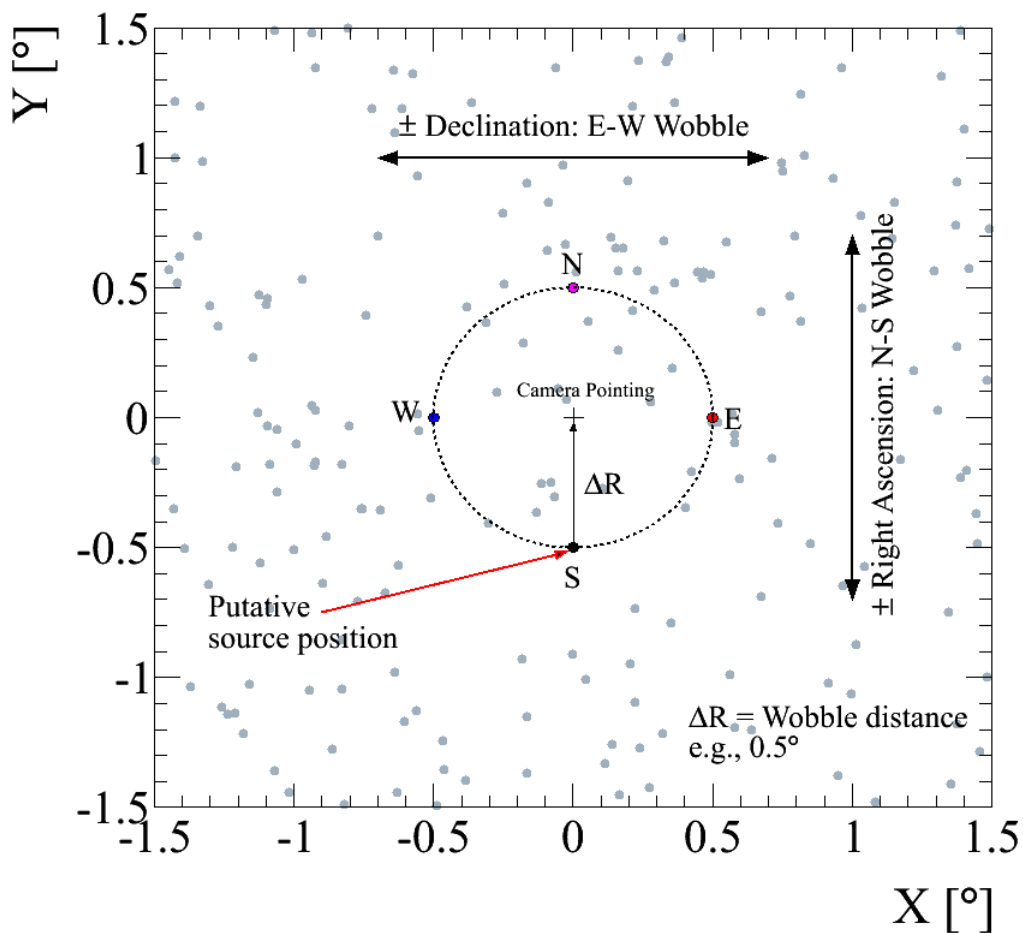 Y [°]
1.5
1
0.5
0
-0.5
-1
-1.5
± Declination: E-W Wobble
N
Camera Pointing
W
E
ΔR
± Right Ascension: N-S Wobble
S
Putative
source position
ΔR = Wobble distance
e.g., 0.5°
-1.5
-1
-0.5
0
0.5
1
1.5
X [°]